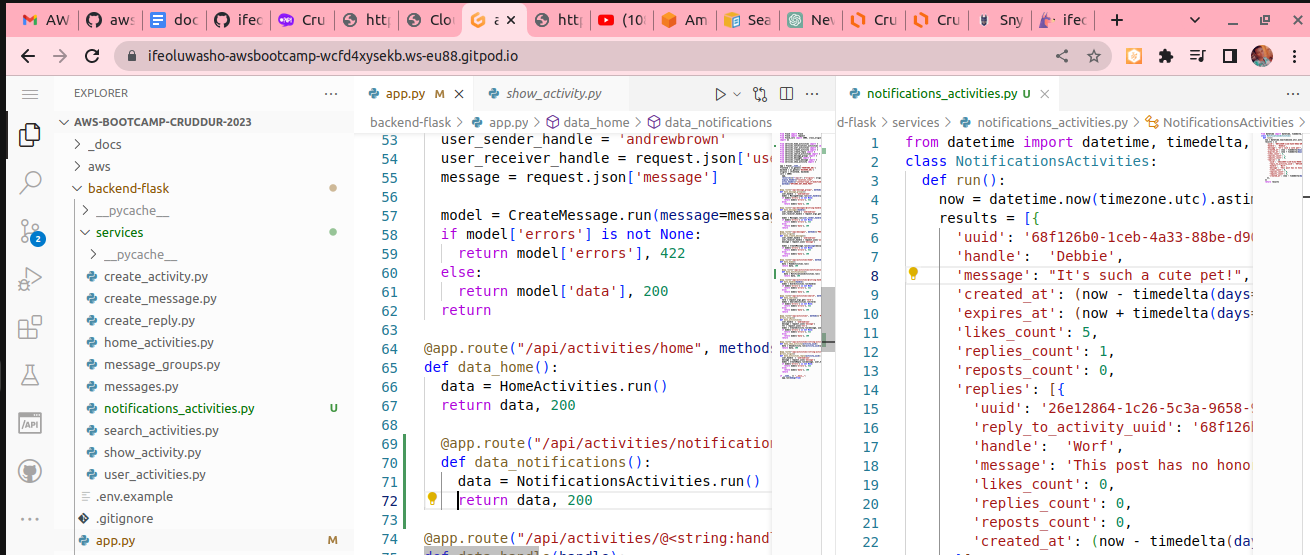 AW
aws
doc
ifeo
Cru
http
Clou
a
http
(108
Am
Sea
Nev
Cru
Cru
Sny
ifec
ifeoluwasho-awsbootcamp-wcfd4xysekb.ws-eu88.gitpod.io
EXPLORER
AWS-BOOTCAMP-CRUDDUR-2023
_docs
aws
backend-flask
__pycache__
services
__pycache__
create_activity.py
create_message.py
create_reply.py
home_activities.py
message_groups.py
messages.py
notifications_activities.py U
search_activities.py
show_activity.py
user_activities.py
.env.example
.gitignore
app.py M
2
/API
app.py M
show_activity.py
backend-flask > app.py > data_home > data_notifications
53 user_sender_handle = 'andrewbrown'
54 user_receiver_handle = request.json['use
55 message = request.json['message']
56
57 model = CreateMessage.run(message=messag
58 if model['errors'] is not None:
59 return model['errors'], 422
60 else:
61 return model['data'], 200
62 return
63
64 @app.route("/api/activities/home", methods
65 def data_home():
66 data = HomeActivities.run()
67 return data, 200
68
69 @app.route("/api/activities/notification
70 def data_notifications():
71 data = NotificationsActivities.run()
72 return data, 200
73
74 @app.route("/api/activities/@<string:handl
75 def data_handle(handle):
notifications_activities.py U
d-flask > services > notifications_activities.py > NotificationsActivities >
1 from datetime import datetime, timedelta,
2 class NotificationsActivities:
3 def run():
4 now = datetime.now(timezone.utc).astim
5 results = [{
6 'uuid': '68f126b0-1ceb-4a33-88be-d90
7 'handle': 'Debbie',
8 'message': "It's such a cute pet!",
9 'created_at': (now - timedelta(days=
10 'expires_at': (now + timedelta(days=
11 'likes_count': 5,
12 'replies_count': 1,
13 'reposts_count': 0,
14 'replies': [{
15 'uuid': '26e12864-1c26-5c3a-9658-9
16 'reply_to_activity_uuid': '68f126b
17 'handle': 'Worf',
18 'message': 'This post has no hono
19 'likes_count': 0,
20 'replies_count': 0,
21 'reposts_count': 0,
22 'created_at': (now - timedelta(day